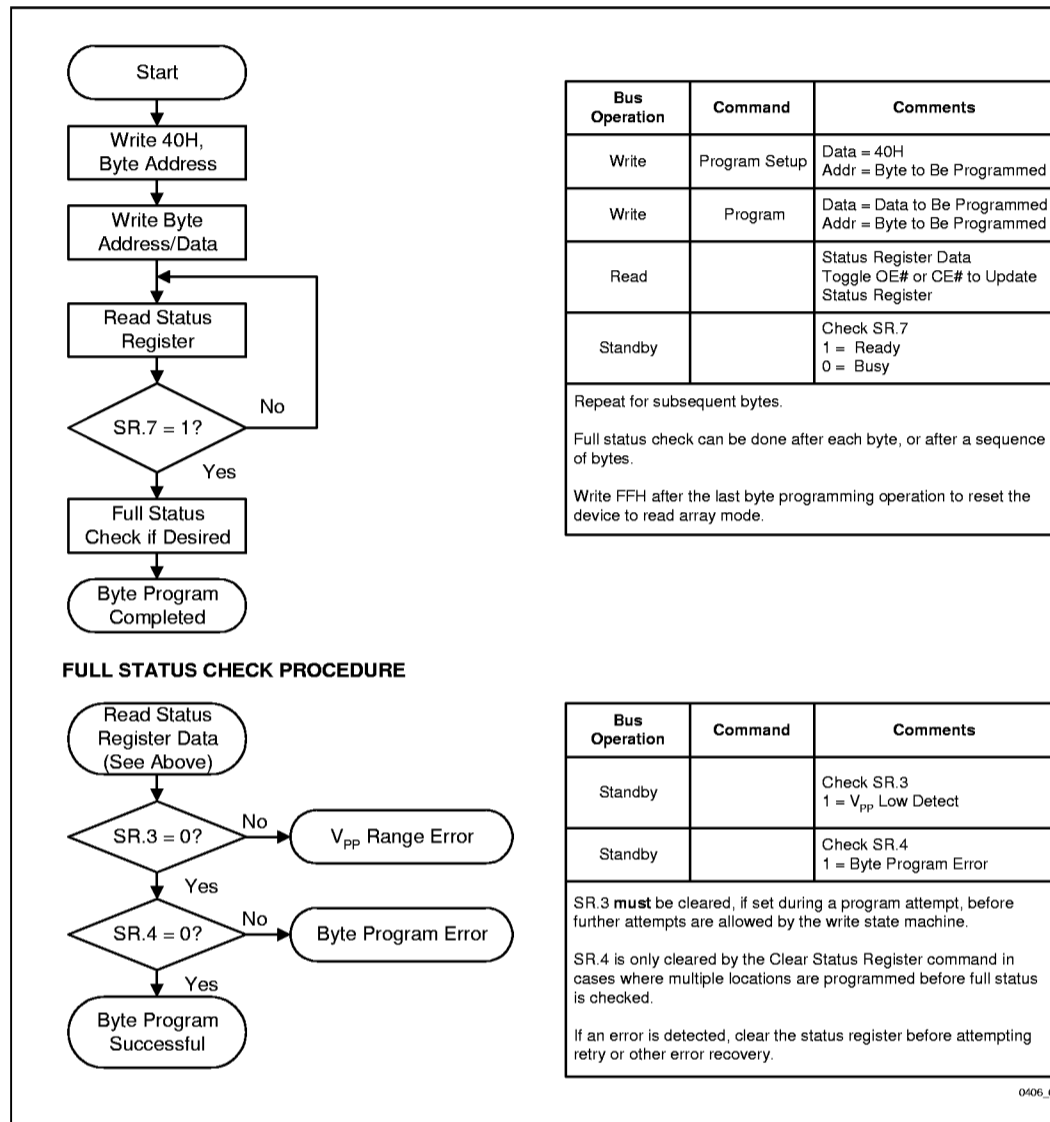 Start
Write 40H,
Byte Address
Write Byte
Address/Data
Read Status
Register
SR.7 = 1?
No
Yes
Full Status
Check if Desired
Byte Program
Completed
Bus
Operation
Command
Comments
Write
Program Setup
Data = 40H
Addr = Byte to Be Programmed
Write
Program
Data = Data to Be Programmed
Addr = Byte to Be Programmed
Read
Status Register Data
Toggle OE# or CE# to Update
Status Register
Standby
Check SR.7
1 = Ready
0 = Busy
Repeat for subsequent bytes.
Full status check can be done after each byte, or after a sequence
of bytes.
Write FFH after the last byte programming operation to reset the
device to read array mode.
FULL STATUS CHECK PROCEDURE
Read Status
Register Data
(See Above)
SR.3 = 0?
No
VPP Range Error
Yes
SR.4 = 0?
No
Byte Program Error
Yes
Byte Program
Successful
Bus
Operation
Command
Comments
Standby
Check SR.3
1 = VPP Low Detect
Standby
Check SR.4
1 = Byte Program Error
SR.3 must be cleared, if set during a program attempt, before
further attempts are allowed by the write state machine.
SR.4 is only cleared by the Clear Status Register command in
cases where multiple locations are programmed before full status
is checked.
If an error is detected, clear the status register before attempting
retry or other error recovery.